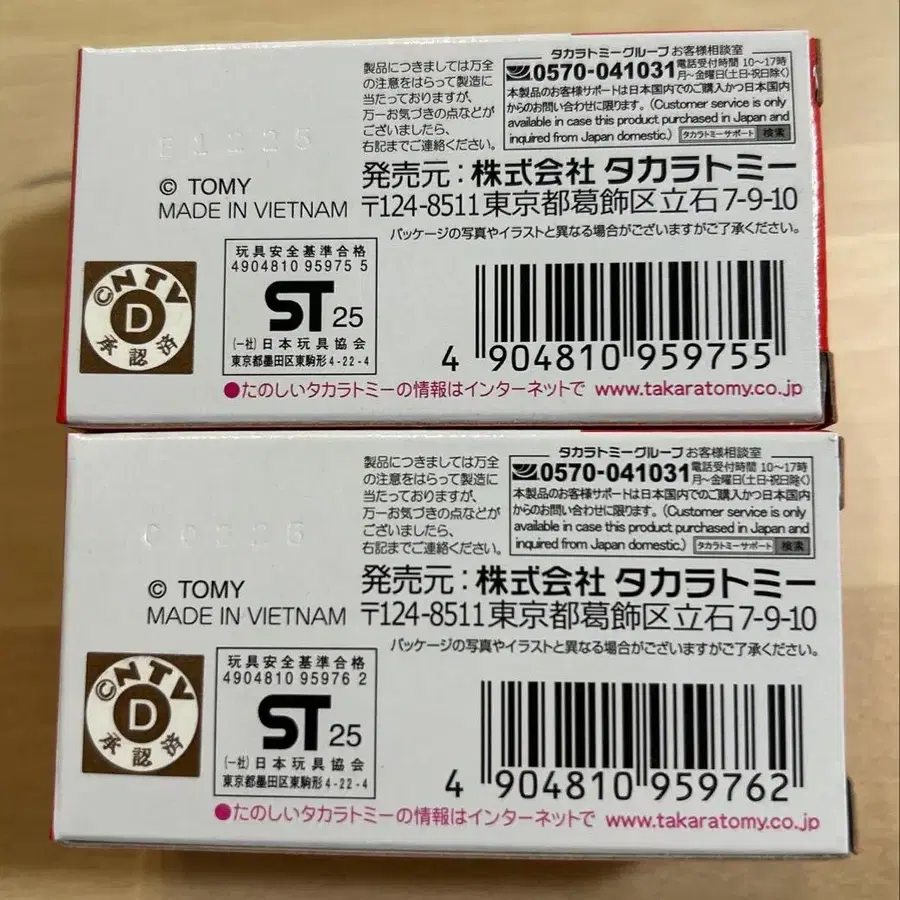 製品につきましては万全
の注意をはらって製造に
当たっておりますが、
万一お気づきの点などが
ございましたら、
右記までご連絡ください。
タカラトミーグループ お客様相談室
0570-041031 電話受付時間 10〜17時
月〜金曜日(土日・祝日除く)
本製品のお客様サポートは日本国内でのご購入かつ日本国内
からのお問い合わせに限ります。(Customer service is only
available in case this product purchased in Japan and
inquired from Japan domestic.) タカラトミーサポート 検索
E1225
© TOMY
MADE IN VIETNAM
発売元:株式会社 タカラトミー
〒124-8511 東京都葛飾区立石7-9-10
パッケージの写真やイラストと異なる場合がございますがご了承ください。
©NTV
D
承認済
玩具安全基準合格
4904810 95975 5
ST 25
(一社)日本玩具協会
東京都墨田区東駒形4-22-4
4 904810 959755
●たのしいタカラトミーの情報はインターネットで www.takaratomy.co.jp
製品につきましては万全
の注意をはらって製造に
当たっておりますが、
万一お気づきの点などが
ございましたら、
右記までご連絡ください。
タカラトミーグループ お客様相談室
0570-041031 電話受付時間 10〜17時
月〜金曜日(土日・祝日除く)
本製品のお客様サポートは日本国内でのご購入かつ日本国内
からのお問い合わせに限ります。(Customer service is only
available in case this product purchased in Japan and
inquired from Japan domestic.) タカラトミーサポート 検索
© TOMY
MADE IN VIETNAM
発売元:株式会社 タカラトミー
〒124-8511 東京都葛飾区立石7-9-10
パッケージの写真やイラストと異なる場合がございますがご了承ください。
©NTV
D
承認済
玩具安全基準合格
4904810 95976 2
ST 25
(一社)日本玩具協会
東京都墨田区東駒形4-22-4
4 904810 959762
●たのしいタカラトミーの情報はインターネットで www.takaratomy.co.jp